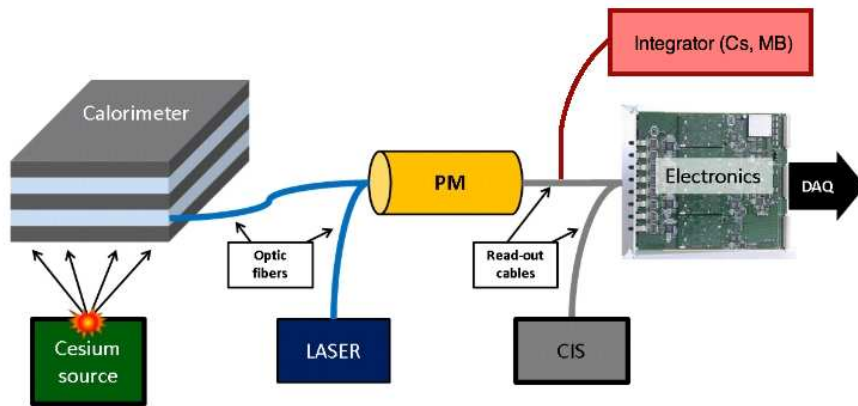 Integrator (Cs, MB)
Calorimeter
PM
Electronics
DAQ
Optic
fibers
Read-out
cables
Cesium
source
LASER
CIS